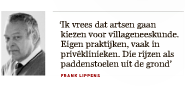 'Ik vrees dat artsen gaan
kiezen voor villageneeskunde.
Eigen praktijken, vaak in
privéklinieken. Die rijzen als
paddenstoelen uit de grond'
FRANK LIPPENS